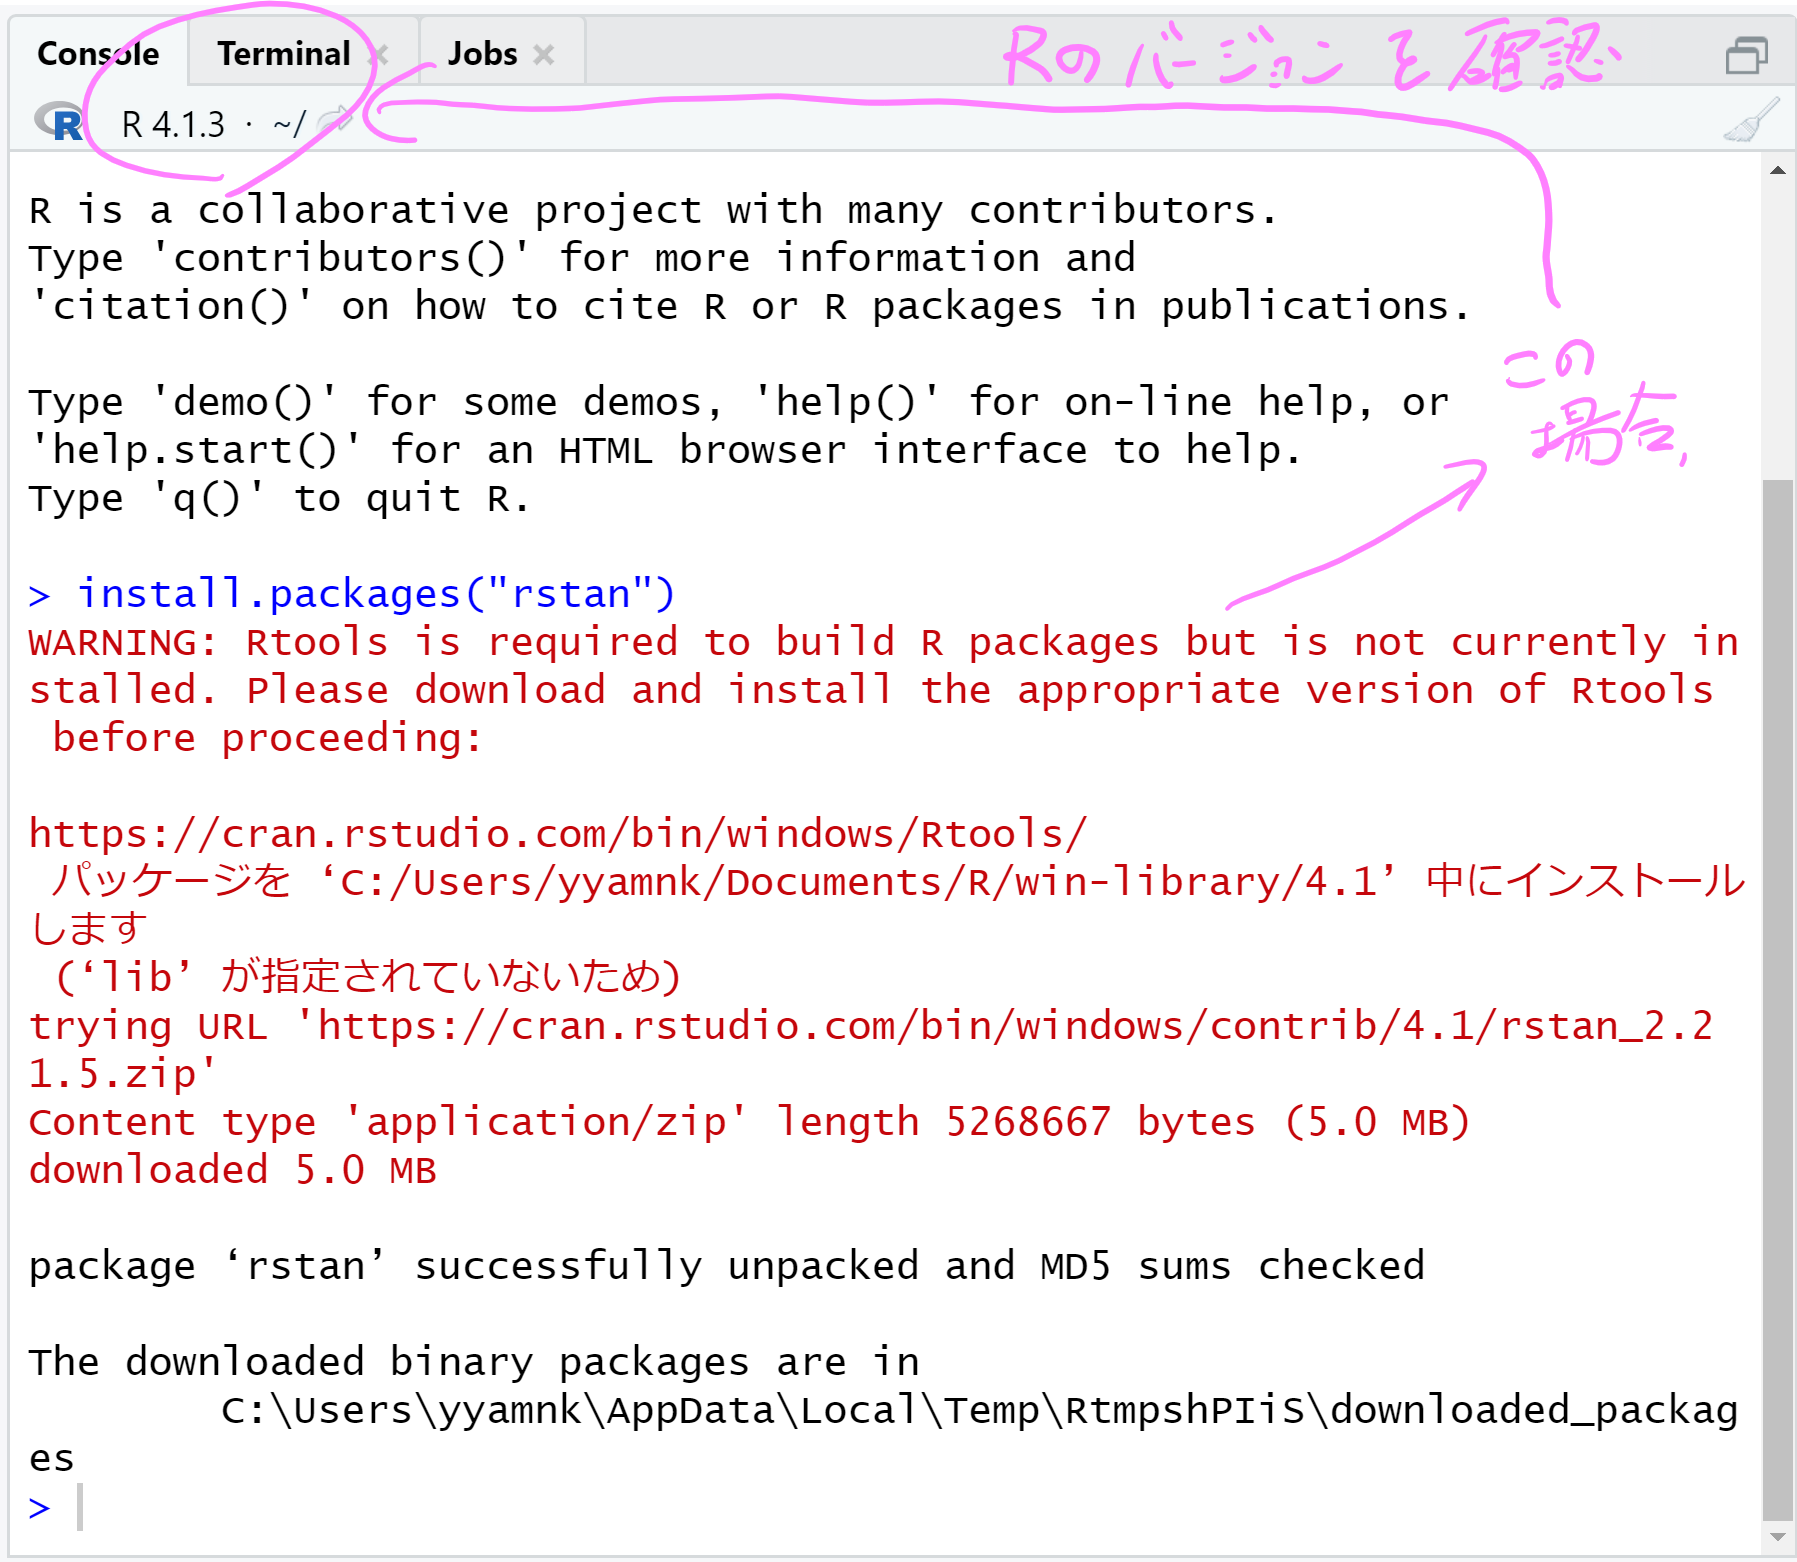 Console Terminal Jobs
Rのバージョンを確認
R 4.1.3 · ~/
R is a collaborative project with many contributors.
Type 'contributors()' for more information and
'citation()' on how to cite R or R packages in publications.
この
場合、
Type 'demo()' for some demos, 'help()' for on-line help, or
'help.start()' for an HTML browser interface to help.
Type 'q()' to quit R.
> install.packages("rstan")
WARNING: Rtools is required to build R packages but is not currently in
stalled. Please download and install the appropriate version of Rtools
before proceeding:
https://cran.rstudio.com/bin/windows/Rtools/
パッケージを ‘C:/Users/yyamnk/Documents/R/win-library/4.1’ 中にインストール
します
(‘lib’ が指定されていないため)
trying URL 'https://cran.rstudio.com/bin/windows/contrib/4.1/rstan_2.2
1.5.zip'
Content type 'application/zip' length 5268667 bytes (5.0 MB)
downloaded 5.0 MB
package ‘rstan’ successfully unpacked and MD5 sums checked
The downloaded binary packages are in
C:\Users\yyamnk\AppData\Local\Temp\RtmpshPIiS\downloaded_packag
es
>